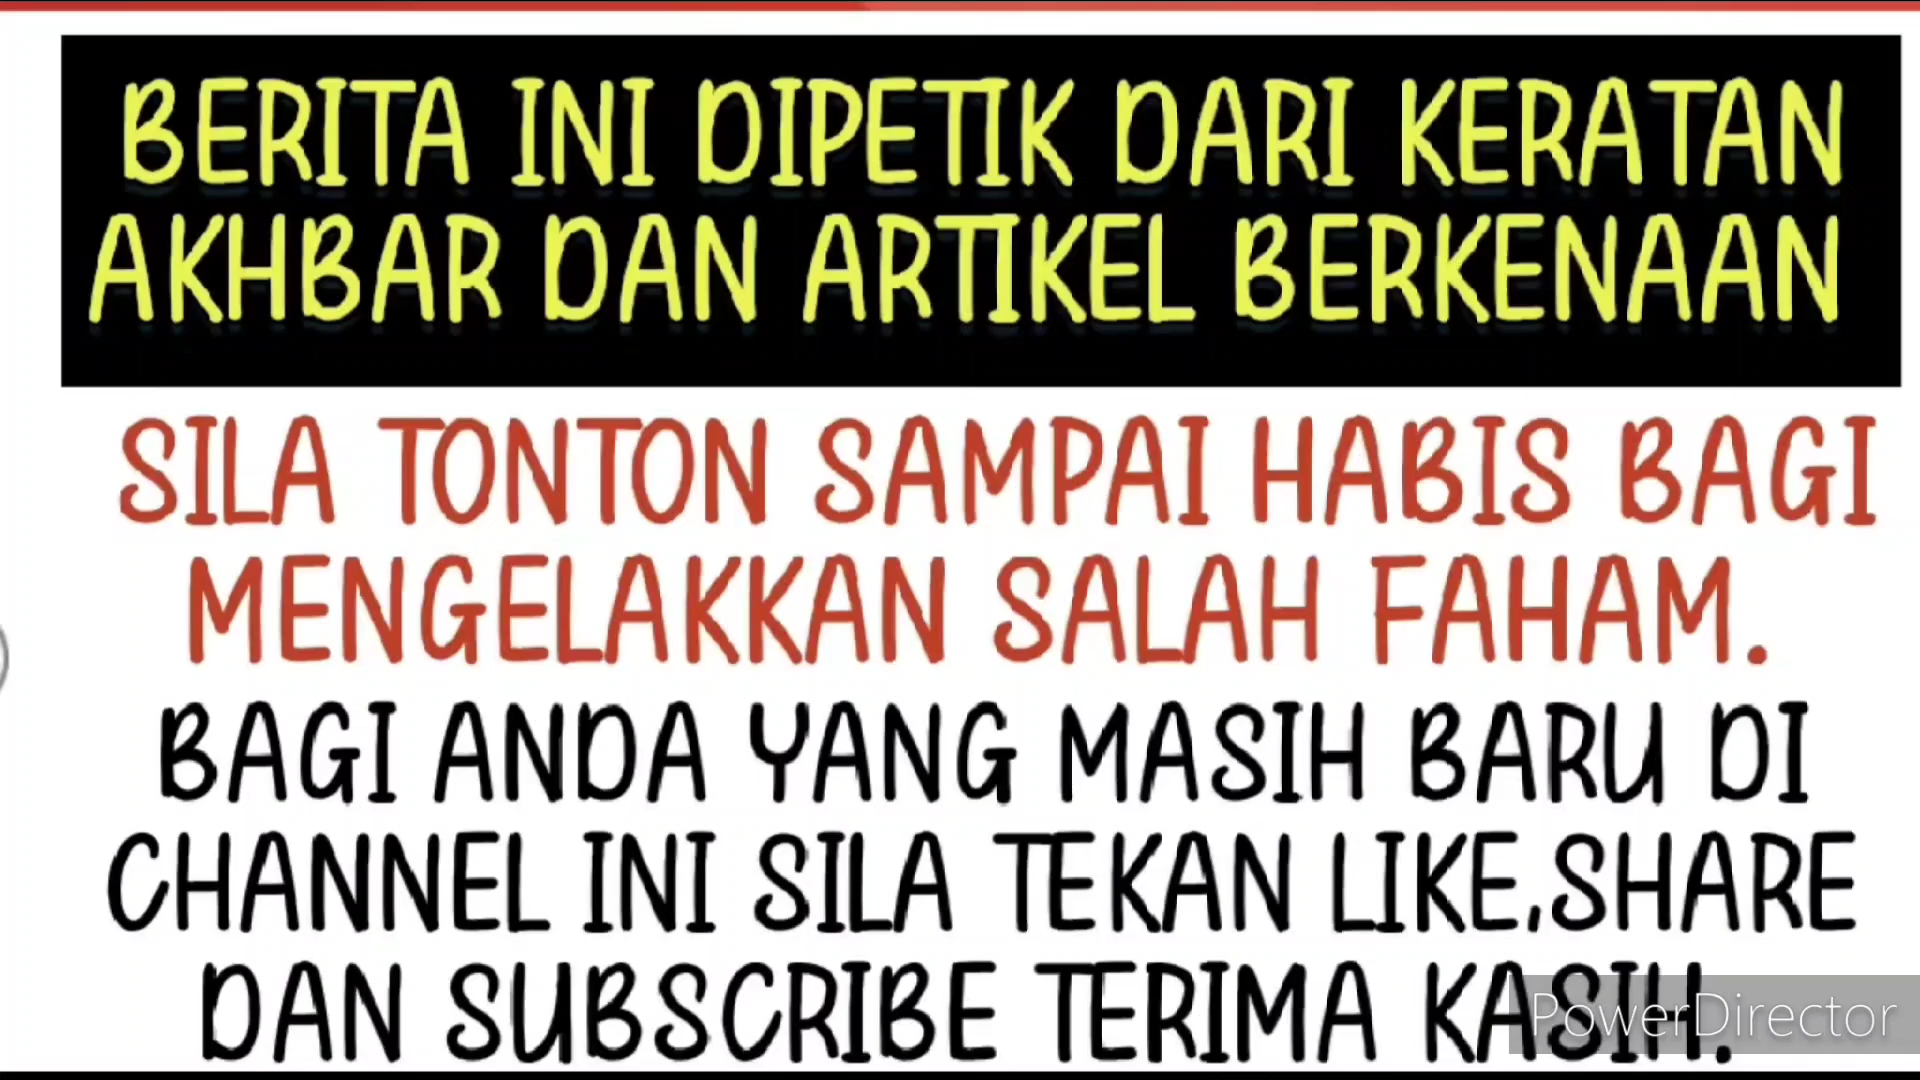 BERITA INI DIPETIK DARI KERATAN
AKHBAR DAN ARTIKEL BERKENAAN
SILA TONTON SAMPAI HABIS BAGI
MENGELAKKAN SALAH FAHAM.
BAGI ANDA YANG MASIH BARU DI
CHANNEL INI SILA TEKAN LIKE,SHARE
DAN SUBSCRIBE TERIMA KASIH.
PowerDirector